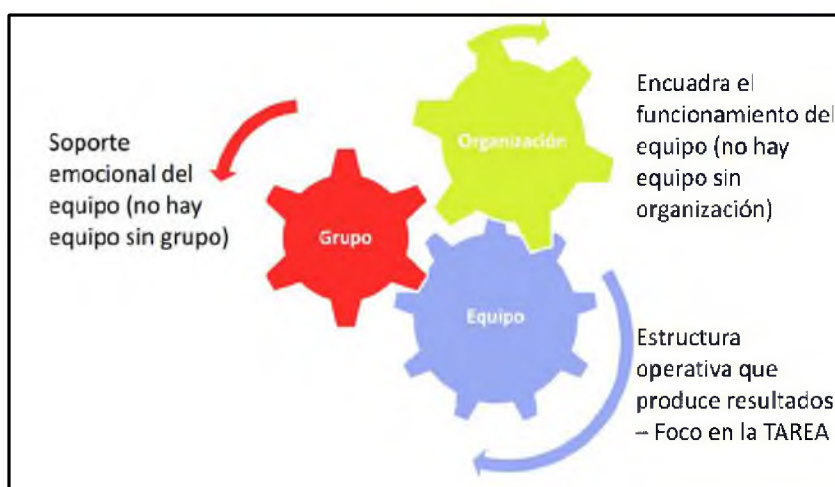 Soporte
emocional del
equipo (no hay
equipo sin grupo)
Grupo
Organización
Encuadra el
funcionamiento del
equipo (no hay
equipo sin
organización)
Equipo
Estructura
operativa que
produce resultados
– Foco en la TAREA